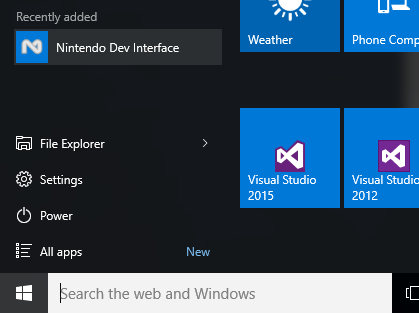 Recently added
Nintendo Dev Interface
File Explorer
Settings
Power
All apps
New
Search the web and Windows
Weather
Phone Comp
Visual Studio
2015
Visual Studio
2012